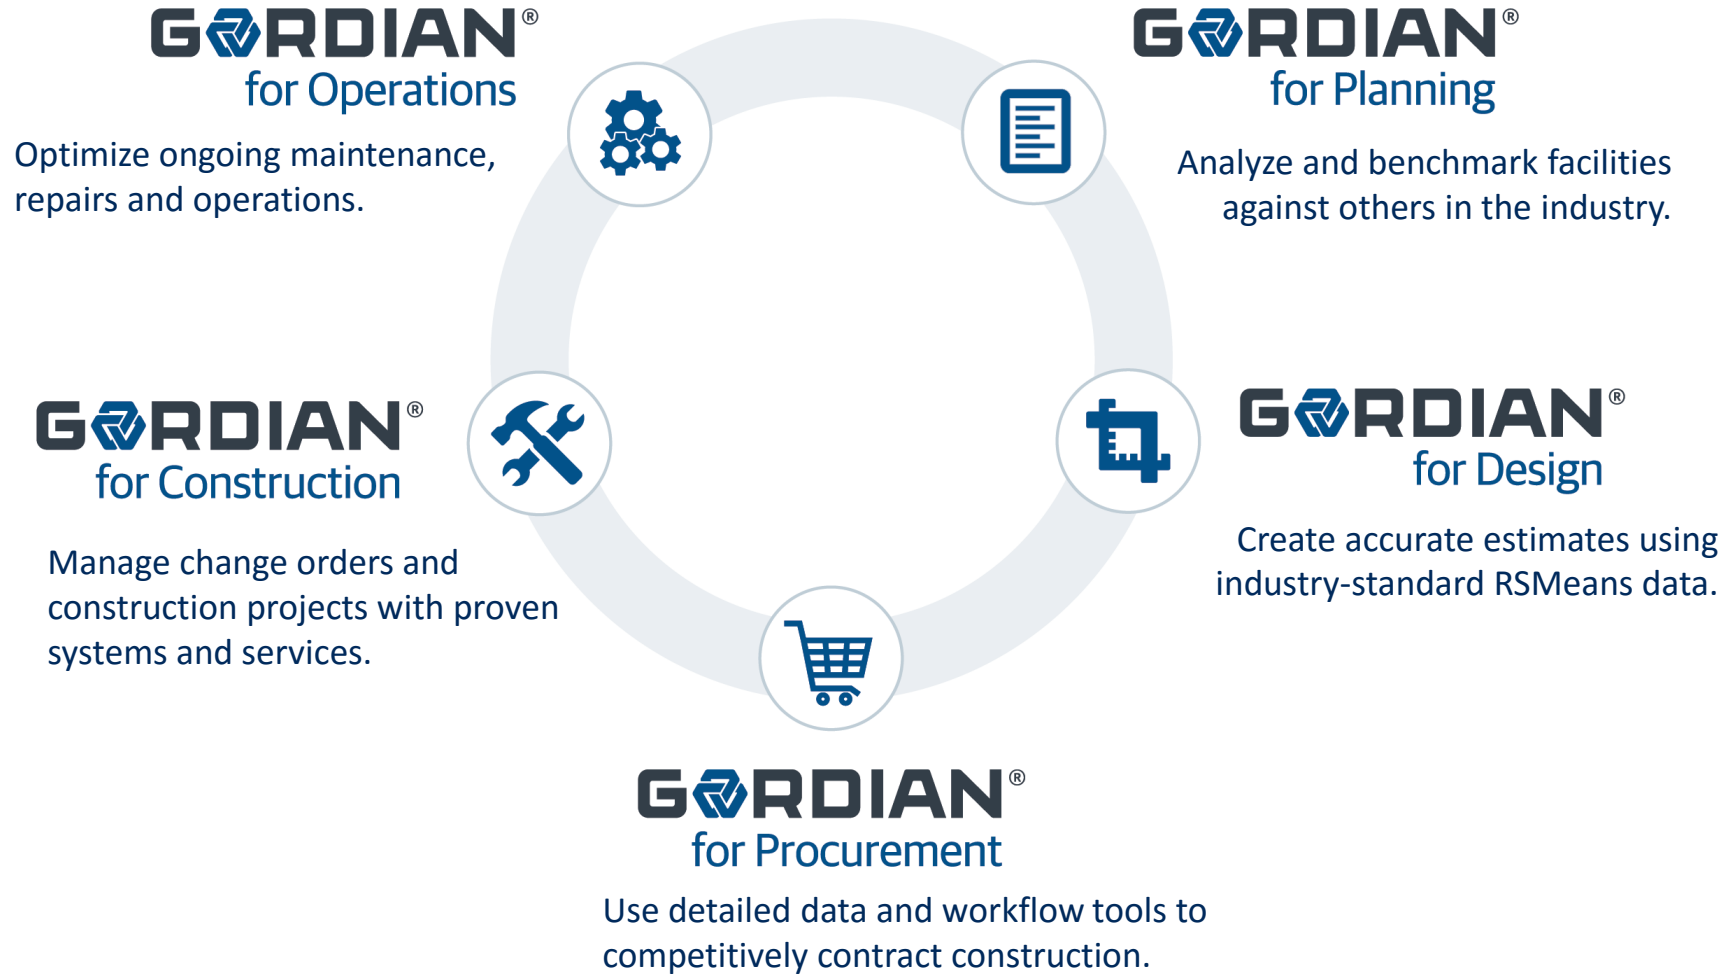 GORDIAN®
for Operations
Optimize ongoing maintenance,
repairs and operations.
GORDIAN®
for Planning
Analyze and benchmark facilities
against others in the industry.
GORDIAN®
for Construction
Manage change orders and
construction projects with proven
systems and services.
GORDIAN®
for Design
Create accurate estimates using
industry-standard RSMeans data.
GORDIAN®
for Procurement
Use detailed data and workflow tools to
competitively contract construction.